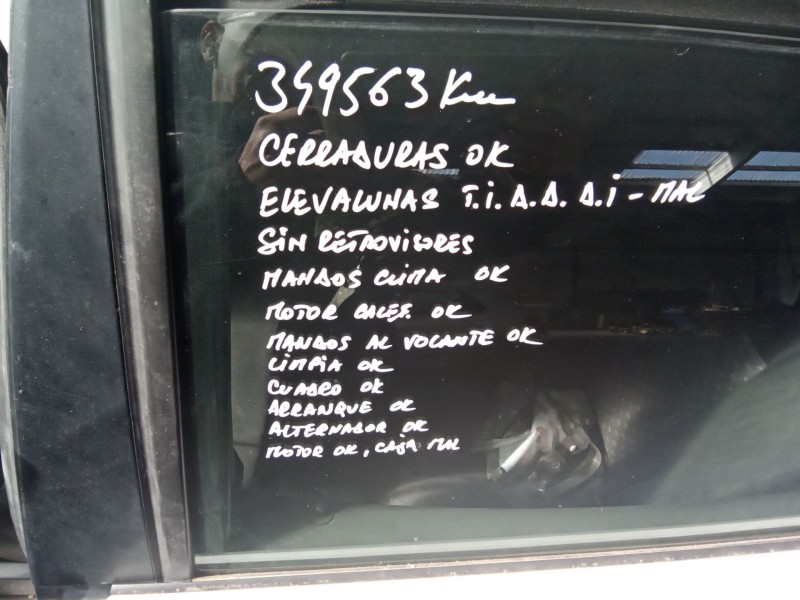 349563 Km
CERRADURAS OK
ELEVALUNAS T.i. D.D. D.i - MAL
SIN RETROVISORES
MANDOS CLIMA OK
MOTOR CALEF. OK
MANDOS AL VOLANTE OK
LIMPIA OK
CUADRO OK
ARRANQUE OK
ALTERNADOR OK
MOTOR OK, CAJA MAL